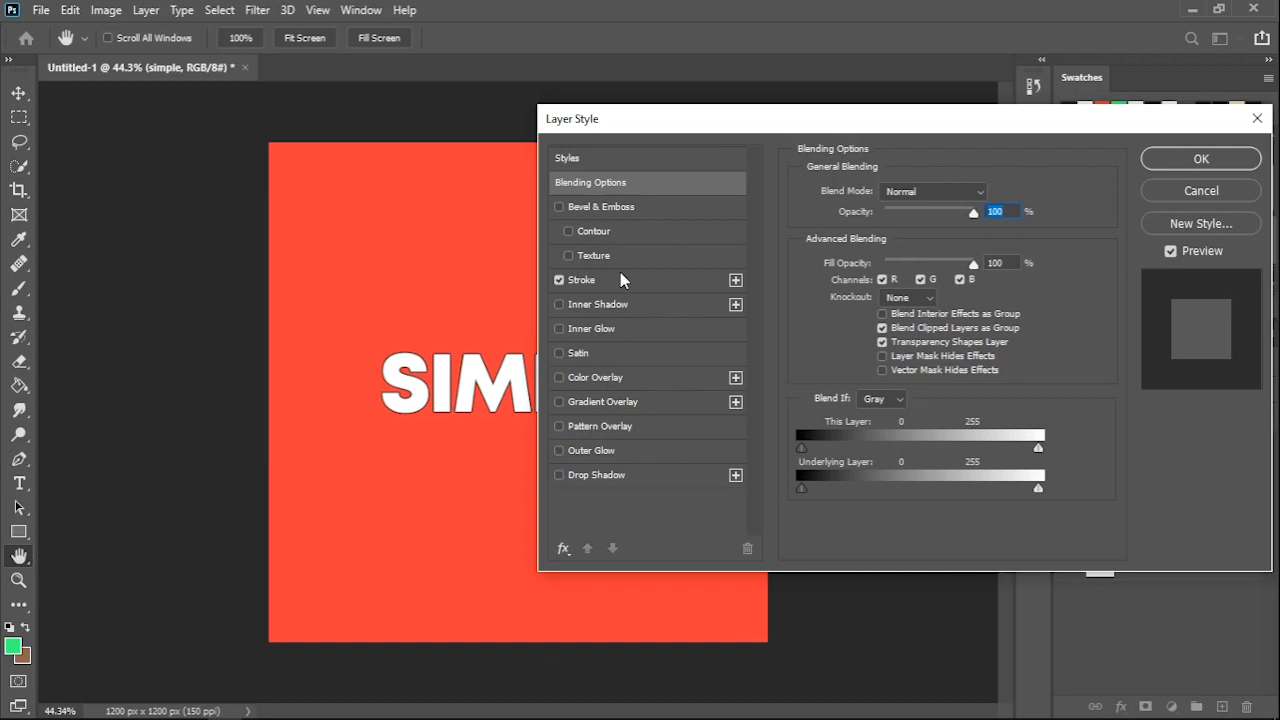 Ps File Edit Image Layer Type Select Filter 3D View Window Help
Scroll All Windows 100% Fit Screen Fill Screen
Untitled-1 @ 44.3% (simple, RGB/8#) * ×
Swatches
Layer Style
Styles
Blending Options
Bevel & Emboss
Contour
Texture
Stroke
Inner Shadow
Inner Glow
Satin
Color Overlay
Gradient Overlay
Pattern Overlay
Outer Glow
Drop Shadow
fx
Blending Options
General Blending
Blend Mode: Normal
Opacity: 100 %
Advanced Blending
Fill Opacity: 100 %
Channels: R G B
Knockout: None
Blend Interior Effects as Group
Blend Clipped Layers as Group
Transparency Shapes Layer
Layer Mask Hides Effects
Vector Mask Hides Effects
Blend If: Gray
This Layer: 0 255
Underlying Layer: 0 255
OK
Cancel
New Style...
Preview
SIM
44.34% 1200 px x 1200 px (150 ppi)
fx